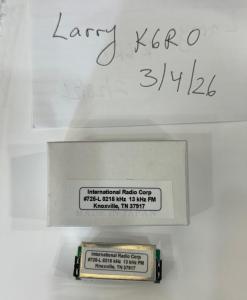 Larry K6RO
3/4/26
International Radio Corp
#726-L 8215 kHz 13 kHz FM
Knoxville, TN 37917
International Radio Corp
#726-L 8215 kHz 13 kHz FM
Knoxville, TN 37917